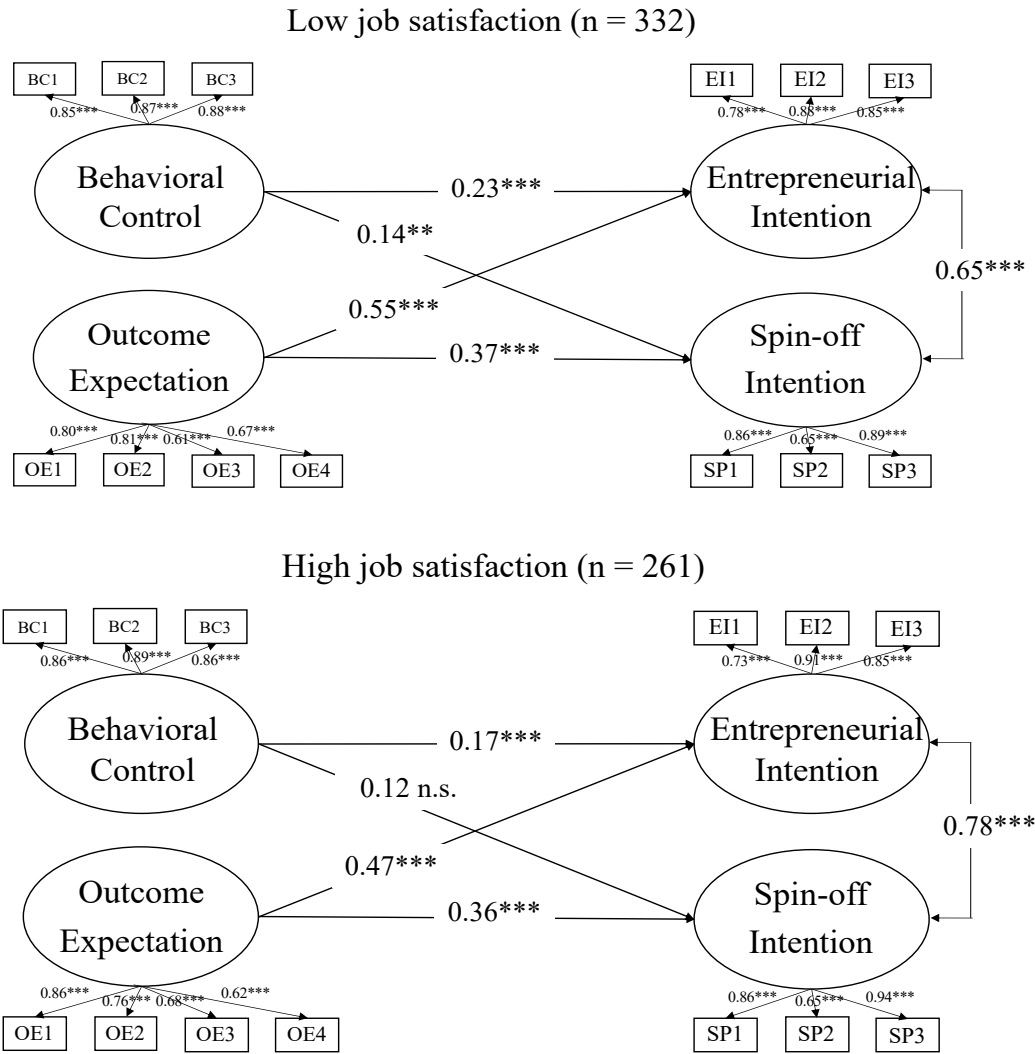 Low job satisfaction (n = 332)
BC1 BC2 BC3 EI1 EI2 EI3
0.85*** 0.87*** 0.88*** 0.78*** 0.88*** 0.85***
Behavioral
Control
0.23***
Entrepreneurial
Intention
0.14**
0.65***
0.55***
Outcome
Expectation
0.37***
Spin-off
Intention
0.80*** 0.81*** 0.61*** 0.67*** 0.86*** 0.65*** 0.89***
OE1 OE2 OE3 OE4 SP1 SP2 SP3
High job satisfaction (n = 261)
BC1 BC2 BC3 EI1 EI2 EI3
0.86*** 0.89*** 0.86*** 0.73*** 0.91*** 0.85***
Behavioral
Control
0.17***
Entrepreneurial
Intention
0.12 n.s.
0.78***
0.47***
Outcome
Expectation
0.36***
Spin-off
Intention
0.86*** 0.76*** 0.68*** 0.62*** 0.86*** 0.65*** 0.94***
OE1 OE2 OE3 OE4 SP1 SP2 SP3